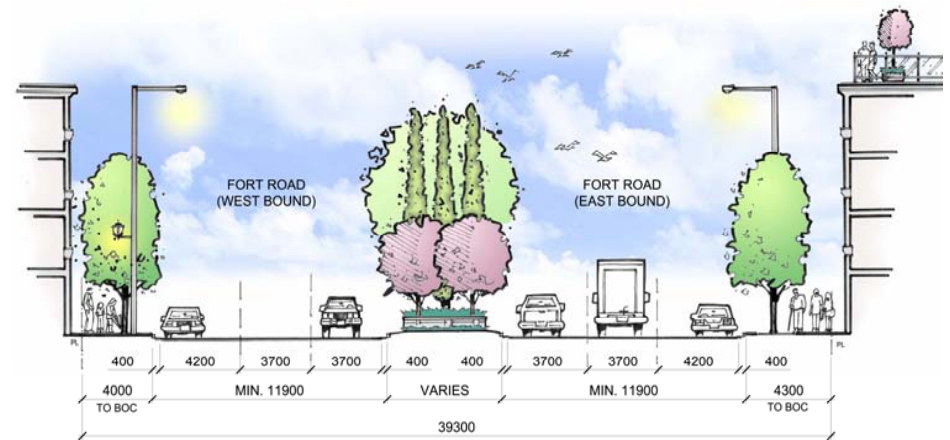 FORT ROAD
(WEST BOUND)
FORT ROAD
(EAST BOUND)
PL
PL
400
4200
3700
3700
400
400
3700
3700
4200
400
4000
MIN. 11900
VARIES
MIN. 11900
4300
TO BOC
TO BOC
39300